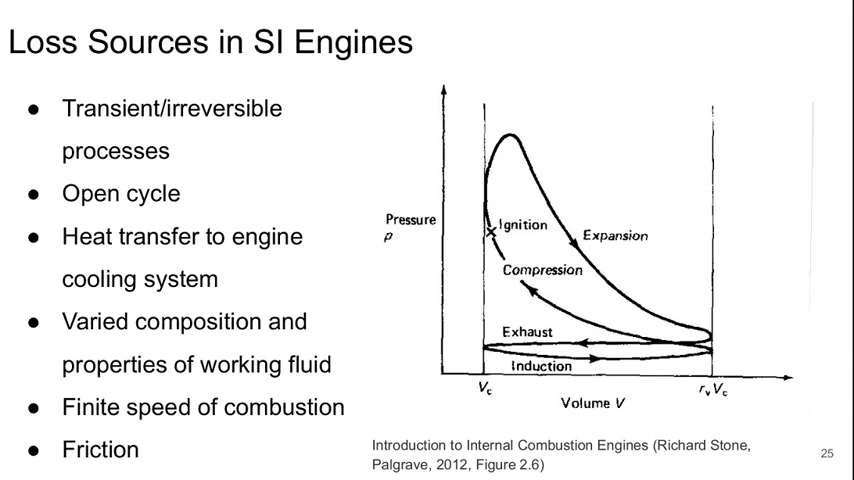 Loss Sources in SI Engines
● Transient/irreversible
processes
● Open cycle
● Heat transfer to engine
cooling system
● Varied composition and
properties of working fluid
● Finite speed of combustion
● Friction
Pressure
p
Ignition
Expansion
Compression
Exhaust
Induction
Vc
rvVc
Volume V
Introduction to Internal Combustion Engines (Richard Stone,
Palgrave, 2012, Figure 2.6)
25